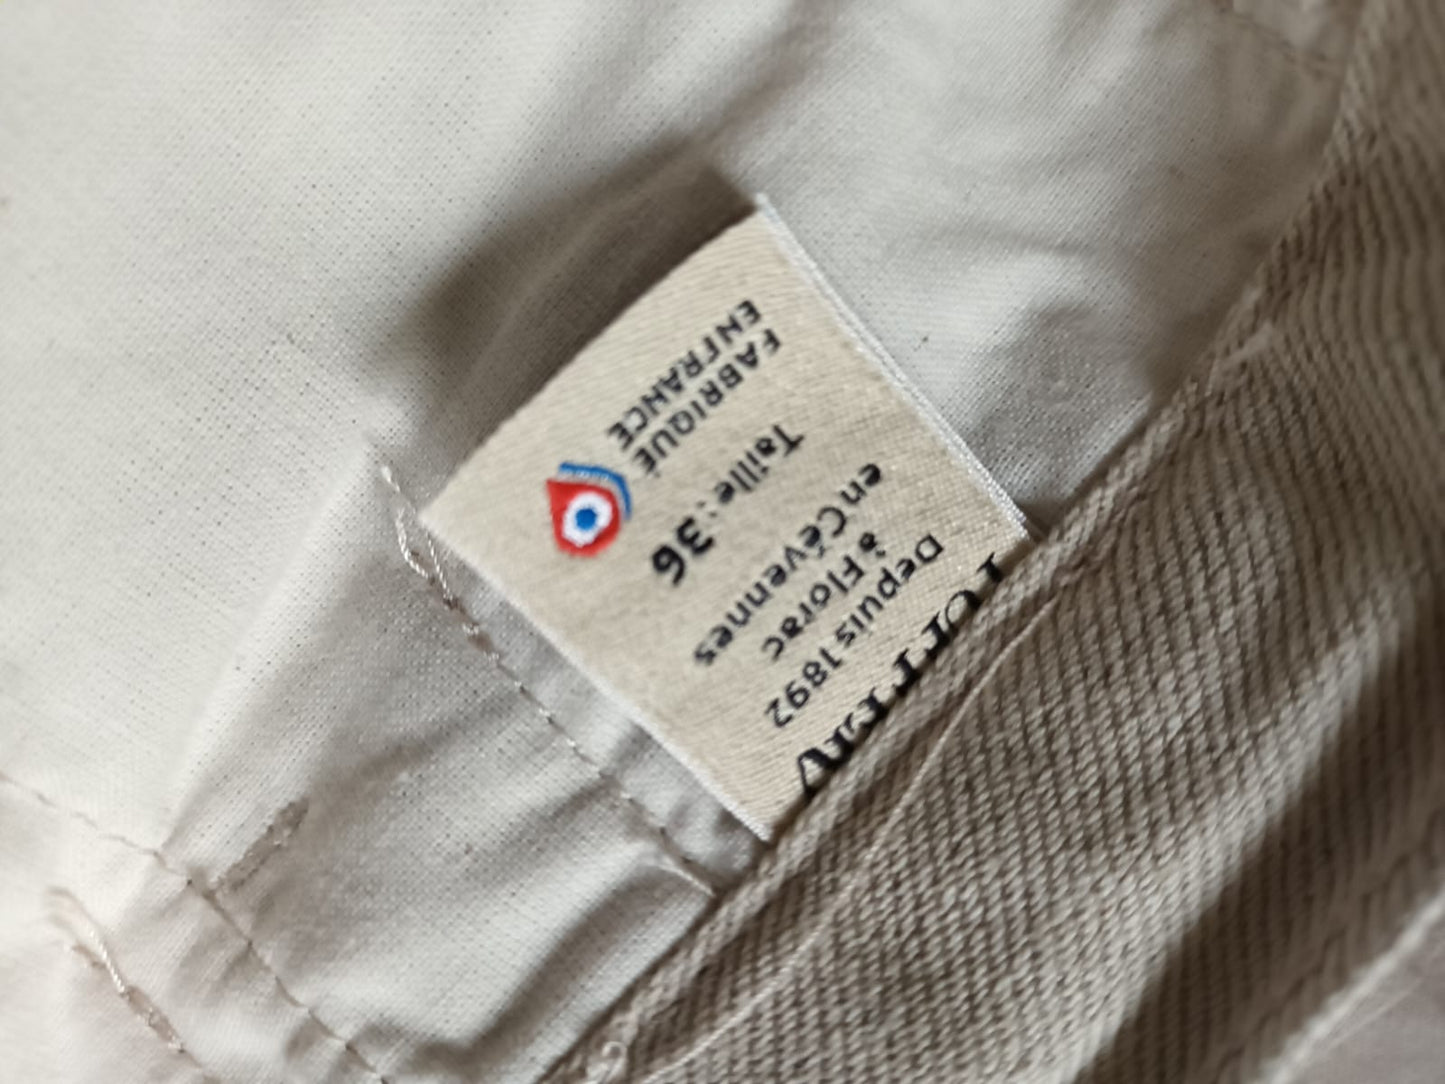 Depuis 1892
à Florac
en Cévennes
Taille : 36
FABRIQUÉ
EN FRANCE